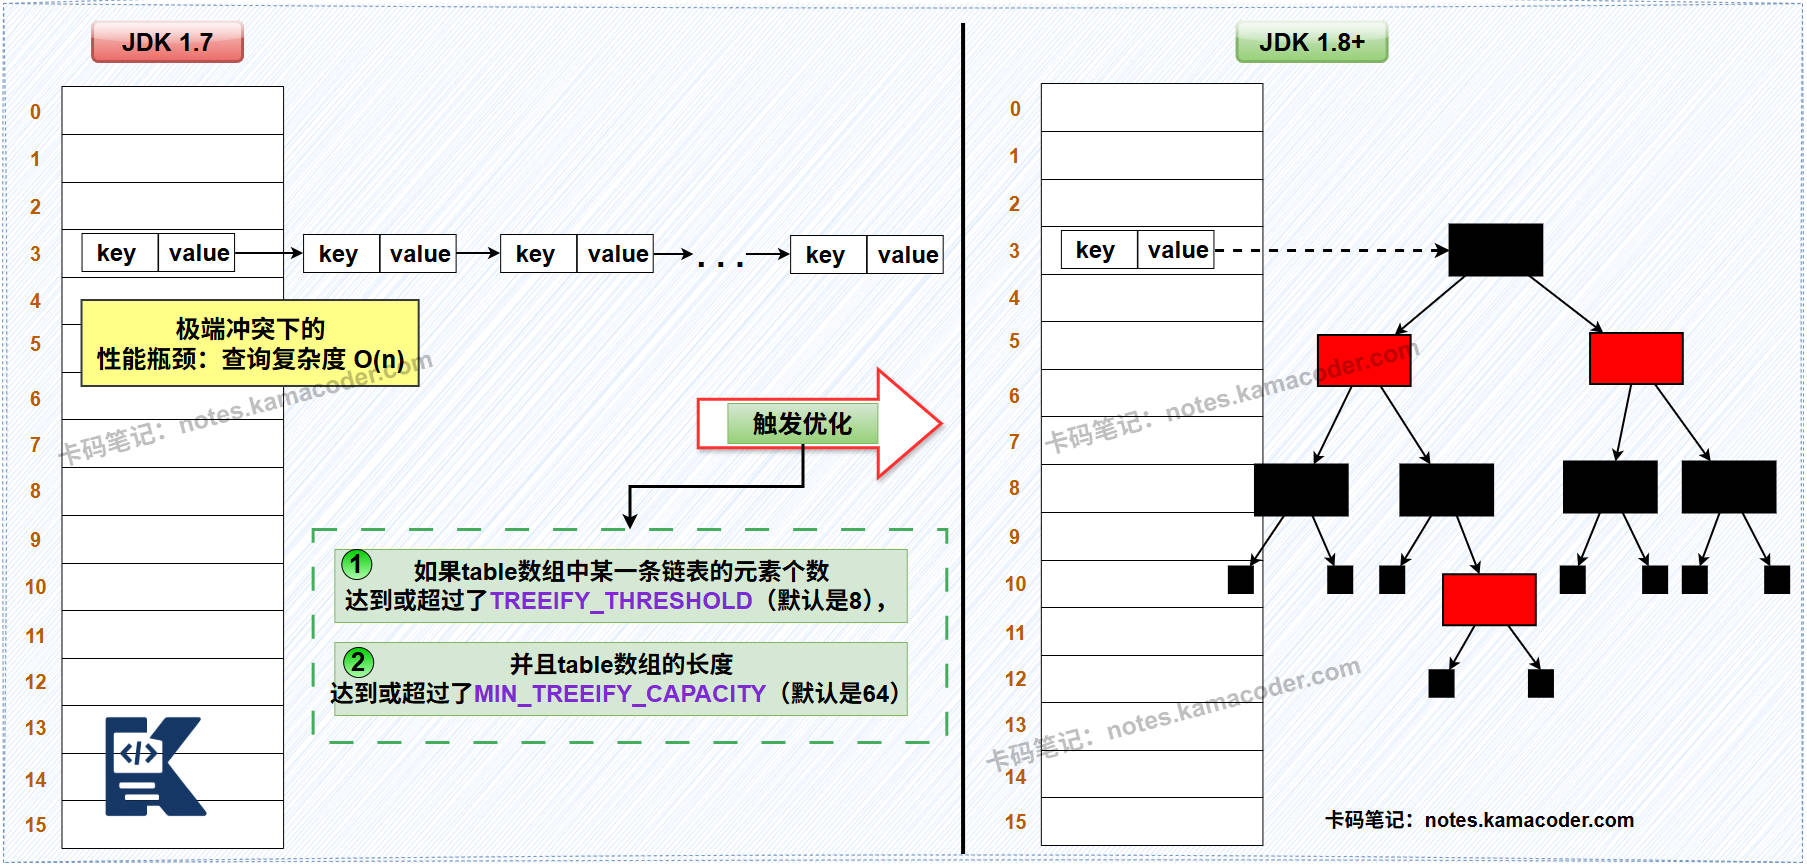 JDK 1.7
0
1
2
3
key value
key value
key value
. . .
key value
4
5
6
7
8
9
10
11
12
13
14
15
极端冲突下的
性能瓶颈：查询复杂度 O(n)
卡码笔记：notes.kamacoder.com
触发优化
1
如果table数组中某一条链表的元素个数
达到或超过了TREEIFY_THRESHOLD（默认是8），
2
并且table数组的长度
达到或超过了MIN_TREEIFY_CAPACITY（默认是64）
</>
JDK 1.8+
0
1
2
3
key value
4
5
6
7
8
9
10
11
12
13
14
15
卡码笔记：notes.kamacoder.com
卡码笔记：notes.kamacoder.com
卡码笔记：notes.kamacoder.com